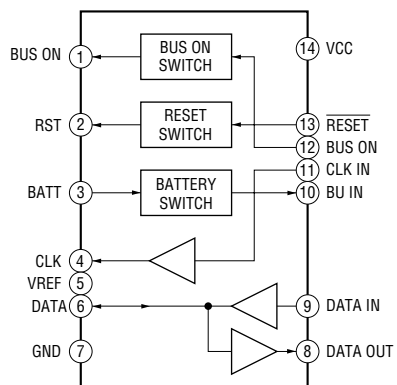 BUS ON 1 BUS ON SWITCH 14 VCC
RST 2 RESET SWITCH 13 RESET
12 BUS ON
11 CLK IN
BATT 3 BATTERY SWITCH 10 BU IN
CLK 4
VREF 5
DATA 6 9 DATA IN
GND 7 8 DATA OUT